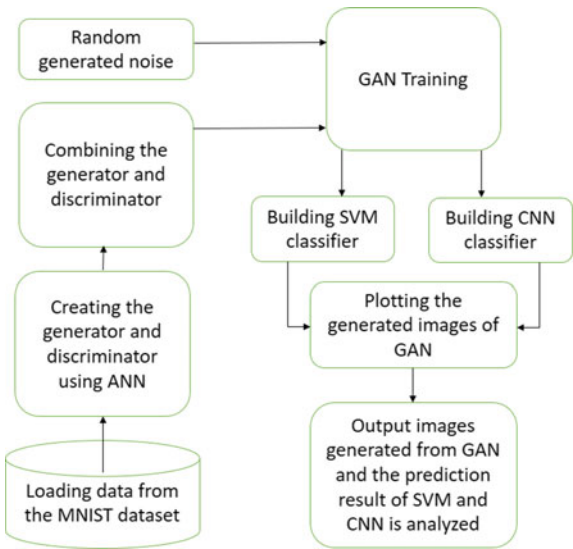 Random
generated noise
GAN Training
Combining the
generator and
discriminator
Building SVM
classifier
Building CNN
classifier
Creating the
generator and
discriminator
using ANN
Plotting the
generated images of
GAN
Loading data from
the MNIST dataset
Output images
generated from GAN
and the prediction
result of SVM and
CNN is analyzed